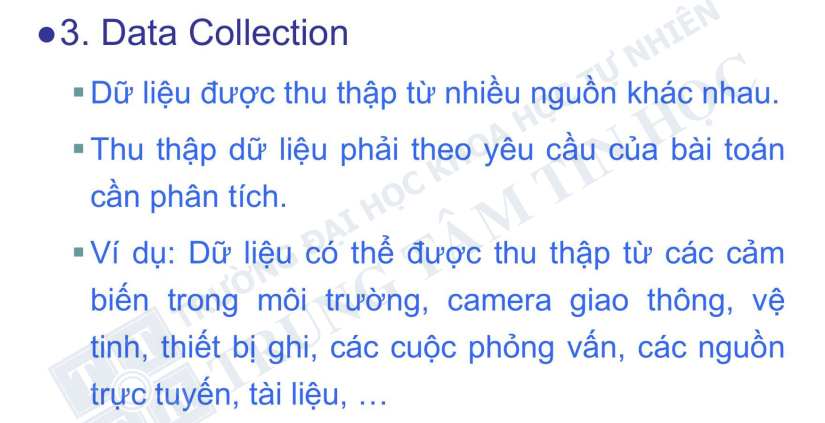 ●3. Data Collection
▪Dữ liệu được thu thập từ nhiều nguồn khác nhau.
▪Thu thập dữ liệu phải theo yêu cầu của bài toán
cần phân tích.
▪Ví dụ: Dữ liệu có thể được thu thập từ các cảm
biến trong môi trường, camera giao thông, vệ
tinh, thiết bị ghi, các cuộc phỏng vấn, các nguồn
trực tuyến, tài liệu, …
TRƯỜNG ĐẠI HỌC KHOA HỌC TỰ NHIÊN
TRUNG TÂM TIN HỌC